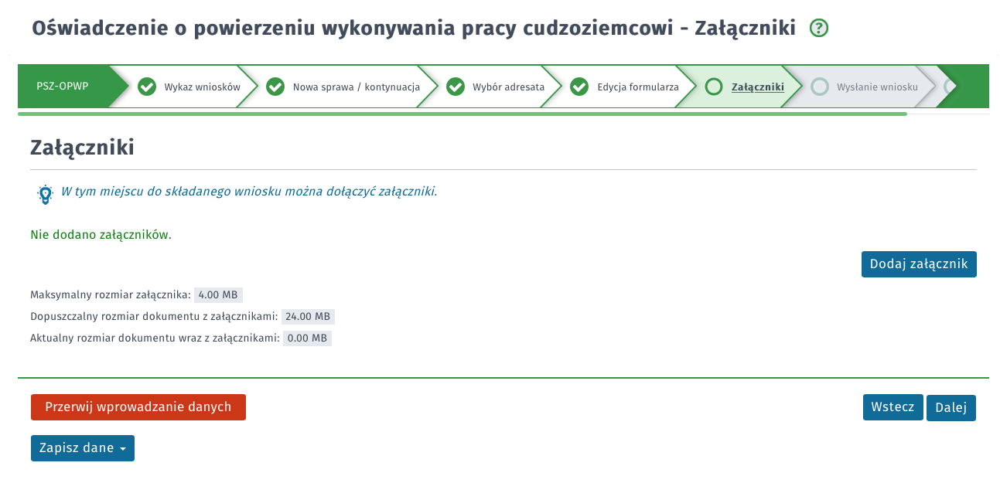 Oświadczenie o powierzeniu wykonywania pracy cudzoziemcowi - Załączniki ?
PSZ-OPWP Wykaz wniosków Nowa sprawa / kontynuacja Wybór adresata Edycja formularza Załączniki Wysłanie wniosku
Załączniki
W tym miejscu do składanego wniosku można dołączyć załączniki.
Nie dodano załączników.
Dodaj załącznik
Maksymalny rozmiar załącznika: 4.00 MB
Dopuszczalny rozmiar dokumentu z załącznikami: 24.00 MB
Aktualny rozmiar dokumentu wraz z załącznikami: 0.00 MB
Przerwij wprowadzanie danych Wstecz Dalej
Zapisz dane